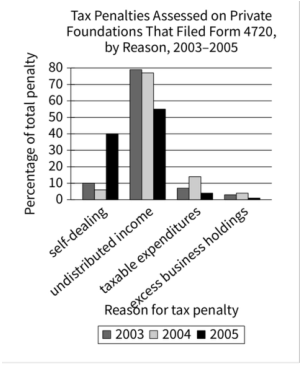 Tax Penalties Assessed on Private
Foundations That Filed Form 4720,
by Reason, 2003–2005
Percentage of total penalty
80
70
60
50
40
30
20
10
0
self-dealing
undistributed income
taxable expenditures
excess business holdings
Reason for tax penalty
2003 2004 2005